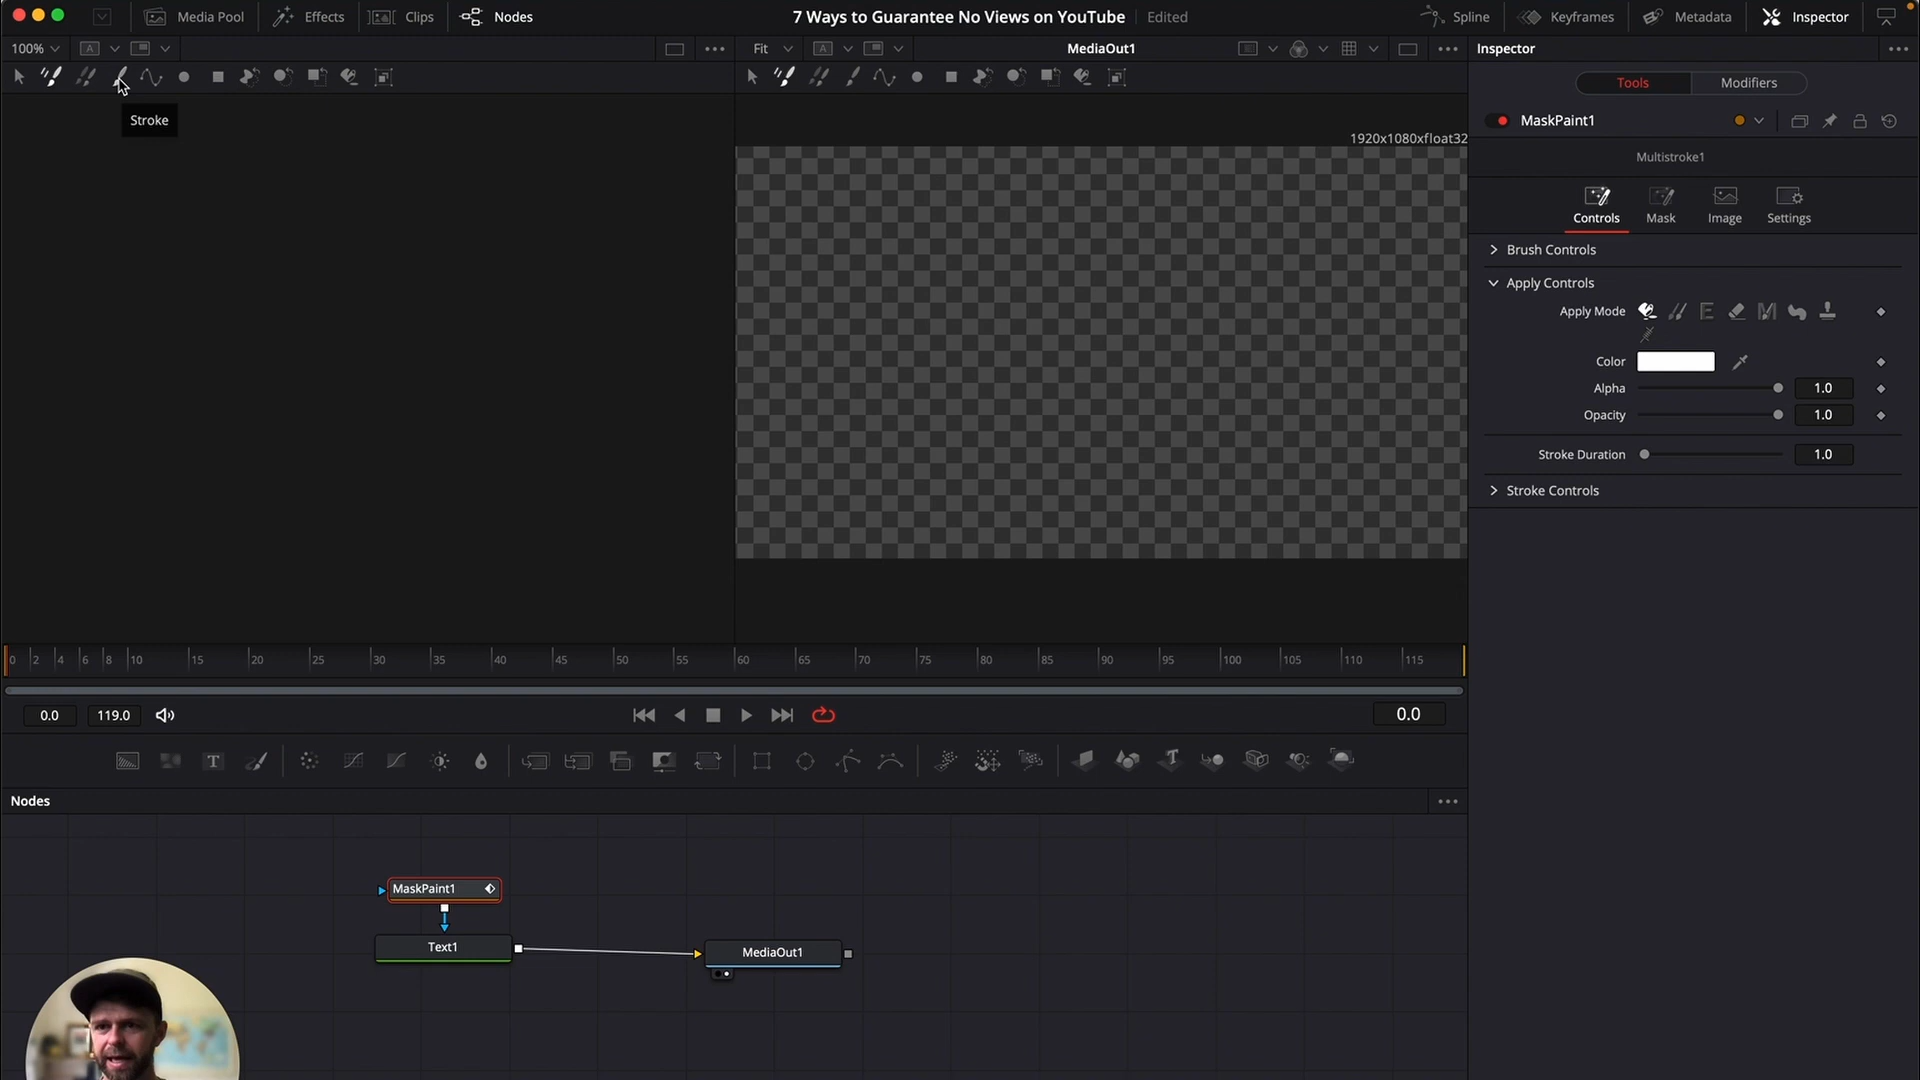 Media Pool
Effects
Clips
Nodes
7 Ways to Guarantee No Views on YouTube
Edited
Spline
Keyframes
Metadata
Inspector
100%
A
Fit
A
MediaOut1
Inspector
Stroke
1920x1080xfloat32
Tools
Modifiers
MaskPaint1
Multistroke1
Controls
Mask
Image
Settings
Brush Controls
Apply Controls
Apply Mode
Color
Alpha
1.0
Opacity
1.0
Stroke Duration
1.0
Stroke Controls
0 2 4 6 8 10 15 20 25 30 35 40 45 50 55 60 65 70 75 80 85 90 95 100 105 110 115
0.0
119.0
0.0
Nodes
MaskPaint1
Text1
MediaOut1